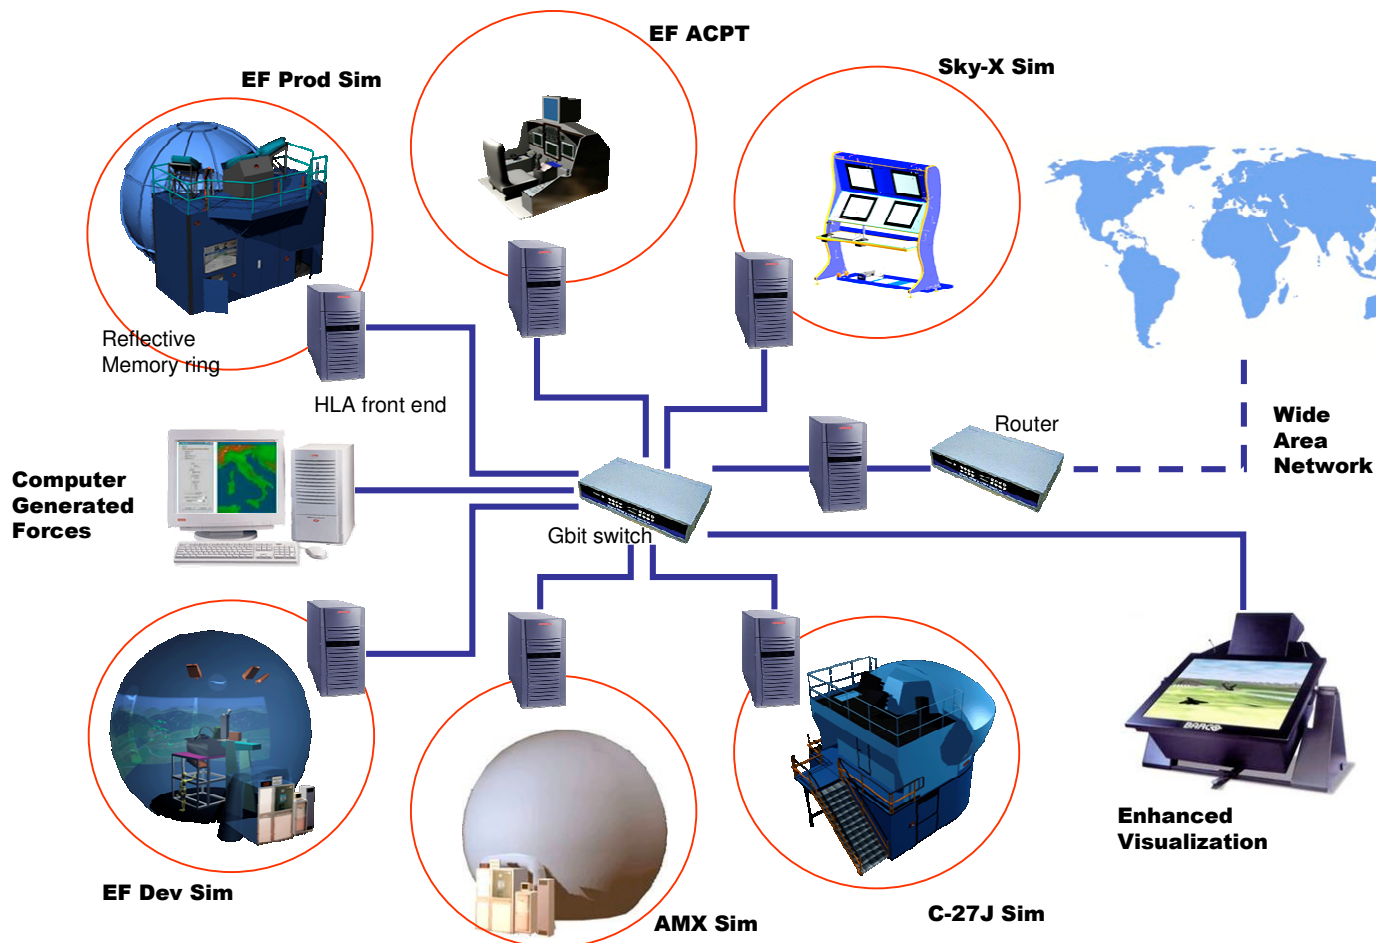 EF ACPT
EF Prod Sim
Sky-X Sim
Reflective
Memory ring
HLA front end
Router
Wide
Area
Network
Computer
Generated
Forces
Gbit switch
BARCO
Enhanced
Visualization
EF Dev Sim
AMX Sim
C-27J Sim